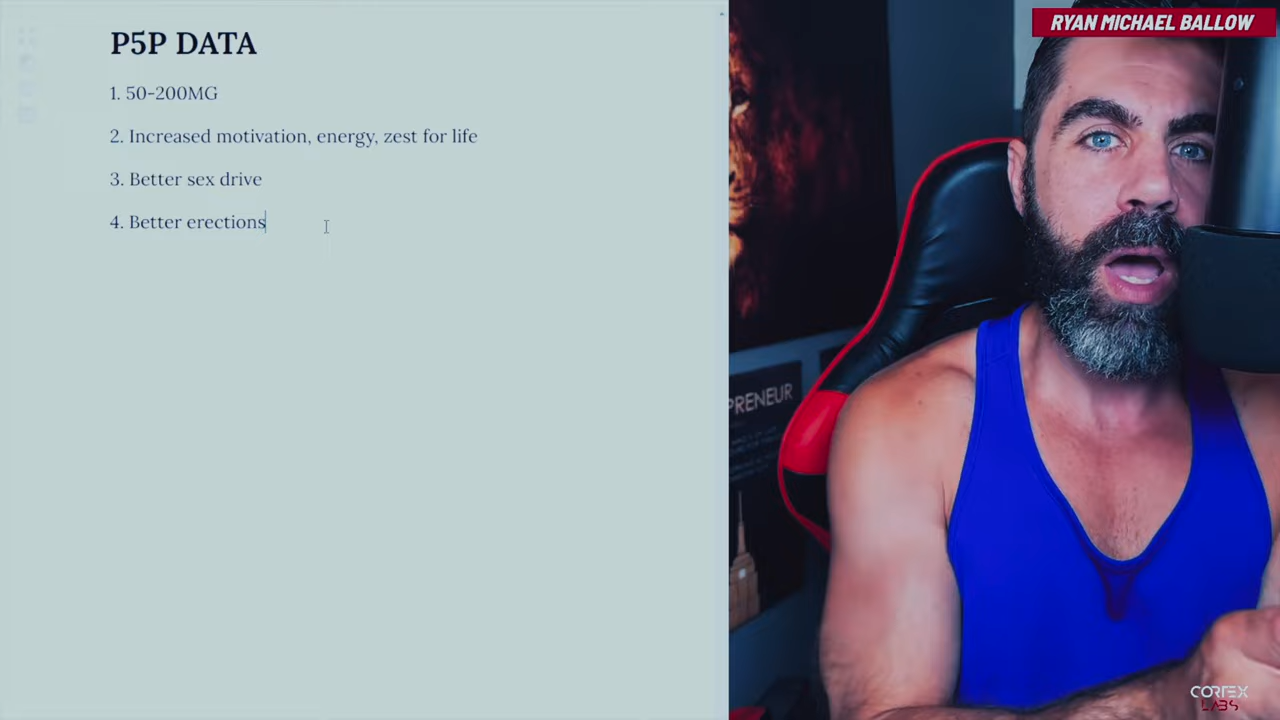 P5P DATA
1. 50-200MG
2. Increased motivation, energy, zest for life
3. Better sex drive
4. Better erections
RYAN MICHAEL BALLOW
PRENEUR
CORTEX
LABS